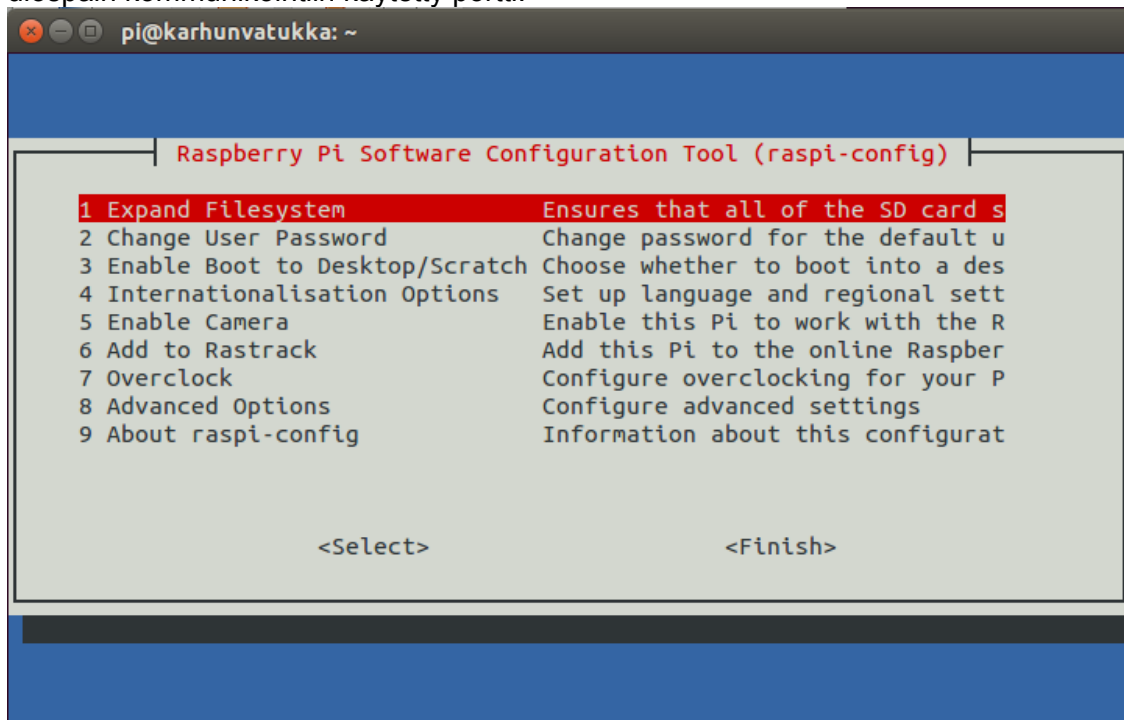 kommunikointiin käytetty portti.
pi@karhunvatukka: ~
Raspberry Pi Software Configuration Tool (raspi-config)
1 Expand Filesystem Ensures that all of the SD card s
2 Change User Password Change password for the default u
3 Enable Boot to Desktop/Scratch Choose whether to boot into a des
4 Internationalisation Options Set up language and regional sett
5 Enable Camera Enable this Pi to work with the R
6 Add to Rastrack Add this Pi to the online Raspber
7 Overclock Configure overclocking for your P
8 Advanced Options Configure advanced settings
9 About raspi-config Information about this configurat
<Select> <Finish>